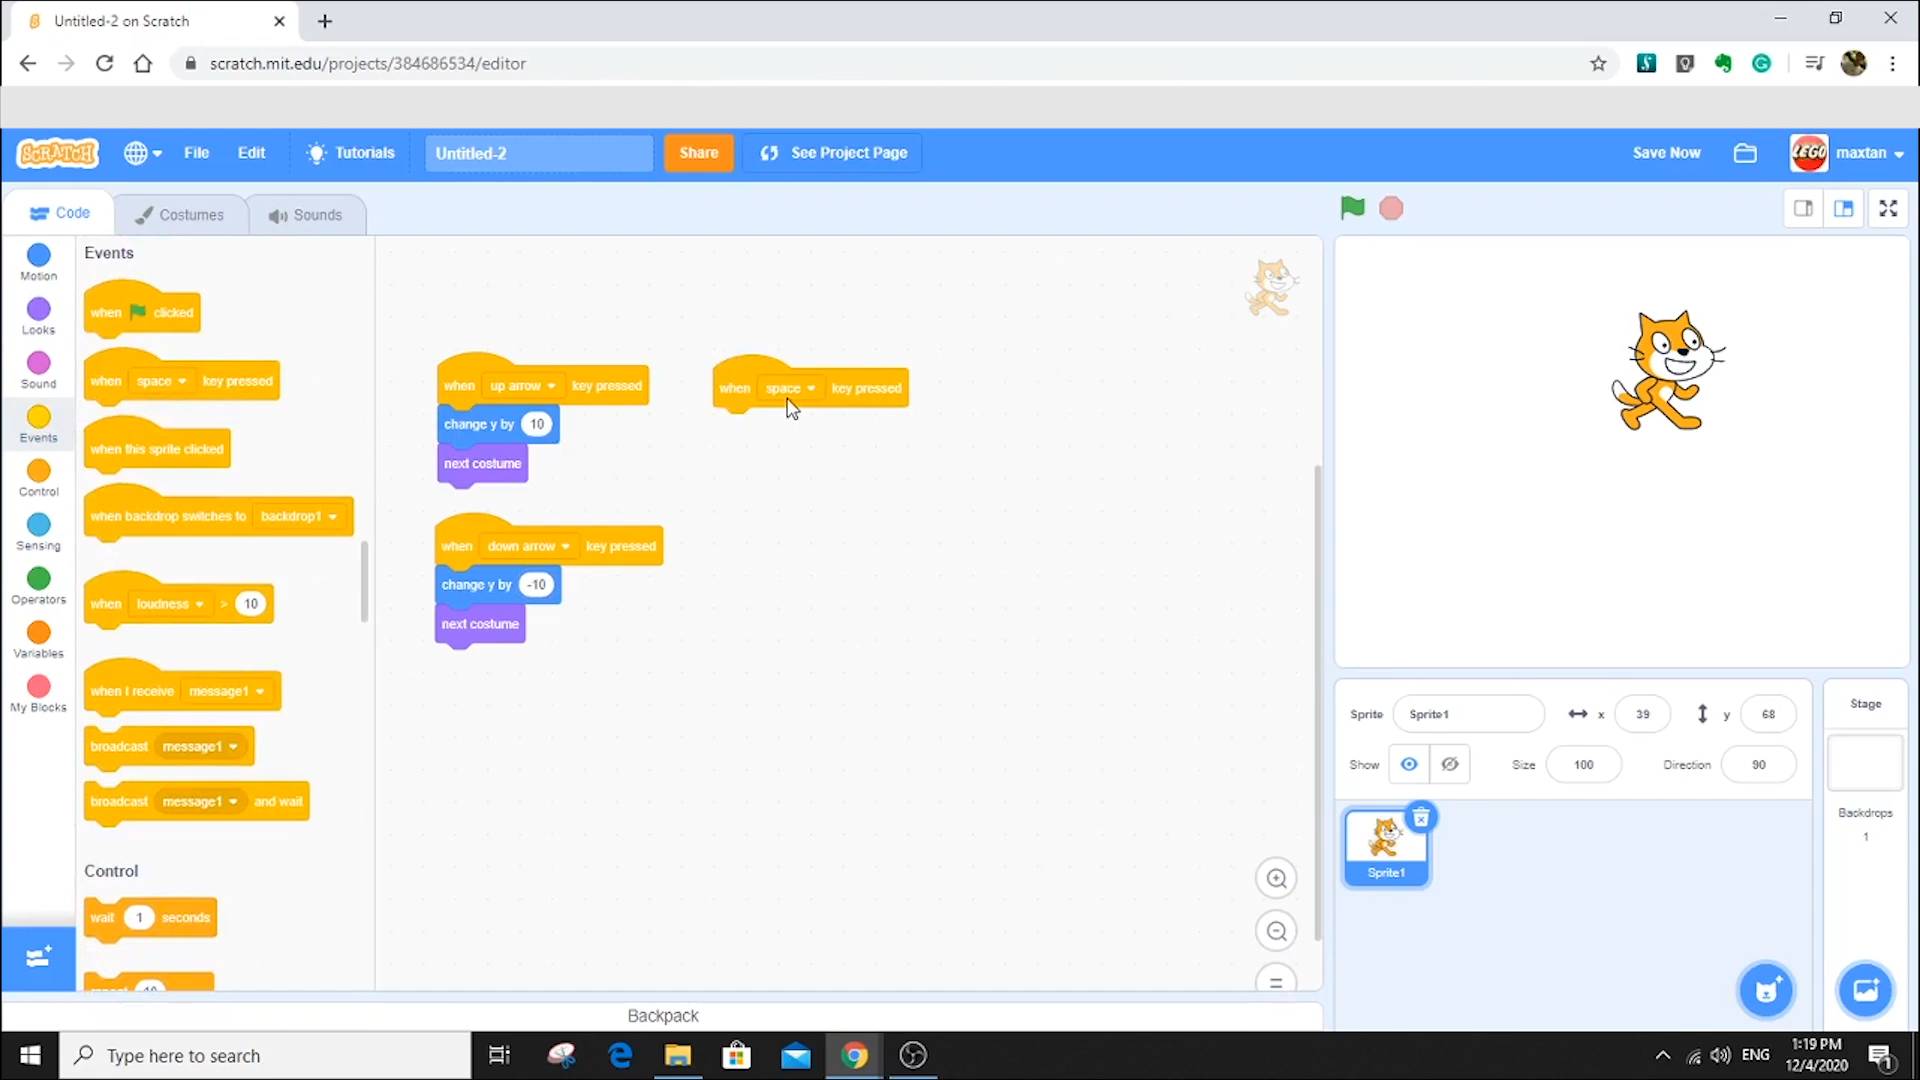 Untitled-2 on Scratch
scratch.mit.edu/projects/384686534/editor
SCRATCH
File
Edit
Tutorials
Untitled-2
Share
See Project Page
Save Now
LEGO
maxtan
Code
Costumes
Sounds
Motion
Looks
Sound
Events
Control
Sensing
Operators
Variables
My Blocks
Events
when clicked
when space key pressed
when this sprite clicked
when backdrop switches to backdrop1
when loudness > 10
when I receive message1
broadcast message1
broadcast message1 and wait
Control
wait 1 seconds
when up arrow key pressed
change y by 10
next costume
when down arrow key pressed
change y by -10
next costume
when space key pressed
Sprite Sprite1 x 39 y 68
Show Size 100 Direction 90
Sprite1
Stage
Backdrops
1
Backpack
Type here to search
ENG
1:19 PM
12/4/2020
1